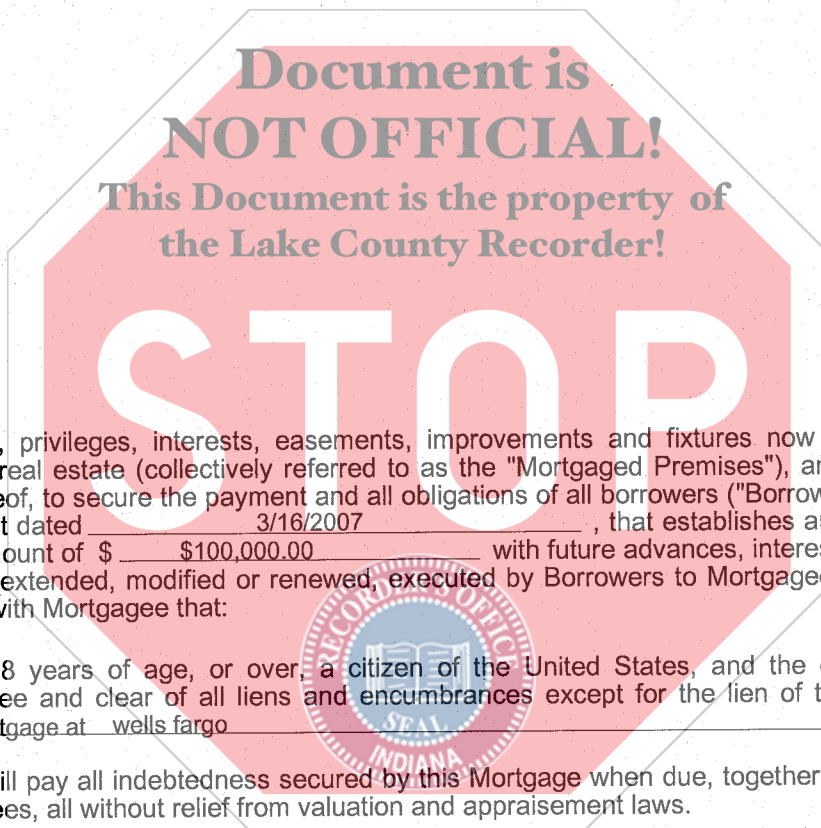 Document is
NOT OFFICIAL!
This Document is the property of
the Lake County Recorder!
STOP
, privileges, interests, easements, improvements and fixtures now
real estate (collectively referred to as the "Mortgaged Premises"), a
eof, to secure the payment and all obligations of all borrowers ("Borrow
t dated 3/16/2007 , that establishes a
ount of $ $100,000.00 with future advances, interes
extended, modified or renewed, executed by Borrowers to Mortgage
with Mortgagee that:
8 years of age, or over, a citizen of the United States, and the
ee and clear of all liens and encumbrances except for the lien of t
tgage at wells fargo
ill pay all indebtedness secured by this Mortgage when due, together
ees, all without relief from valuation and appraisement laws.
RECORDER'S OFFIC
SEAL
INDIANA